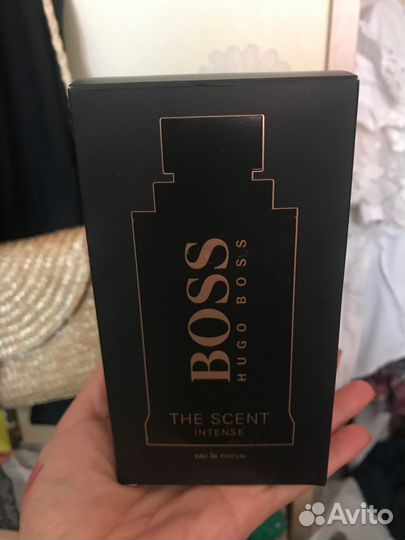 BOSS
HUGO BOSS
THE SCENT
INTENSE
EAU DE PARFUM
Avito